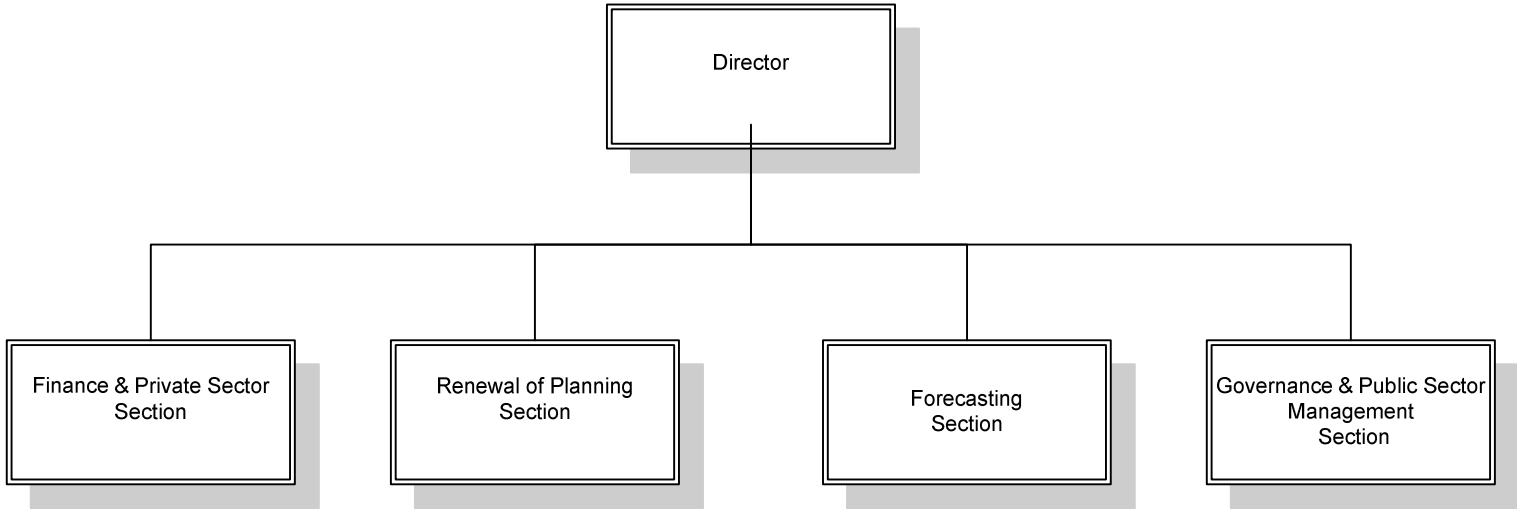 Director
Finance & Private Sector
Section
Renewal of Planning
Section
Forecasting
Section
Governance & Public Sector
Management
Section